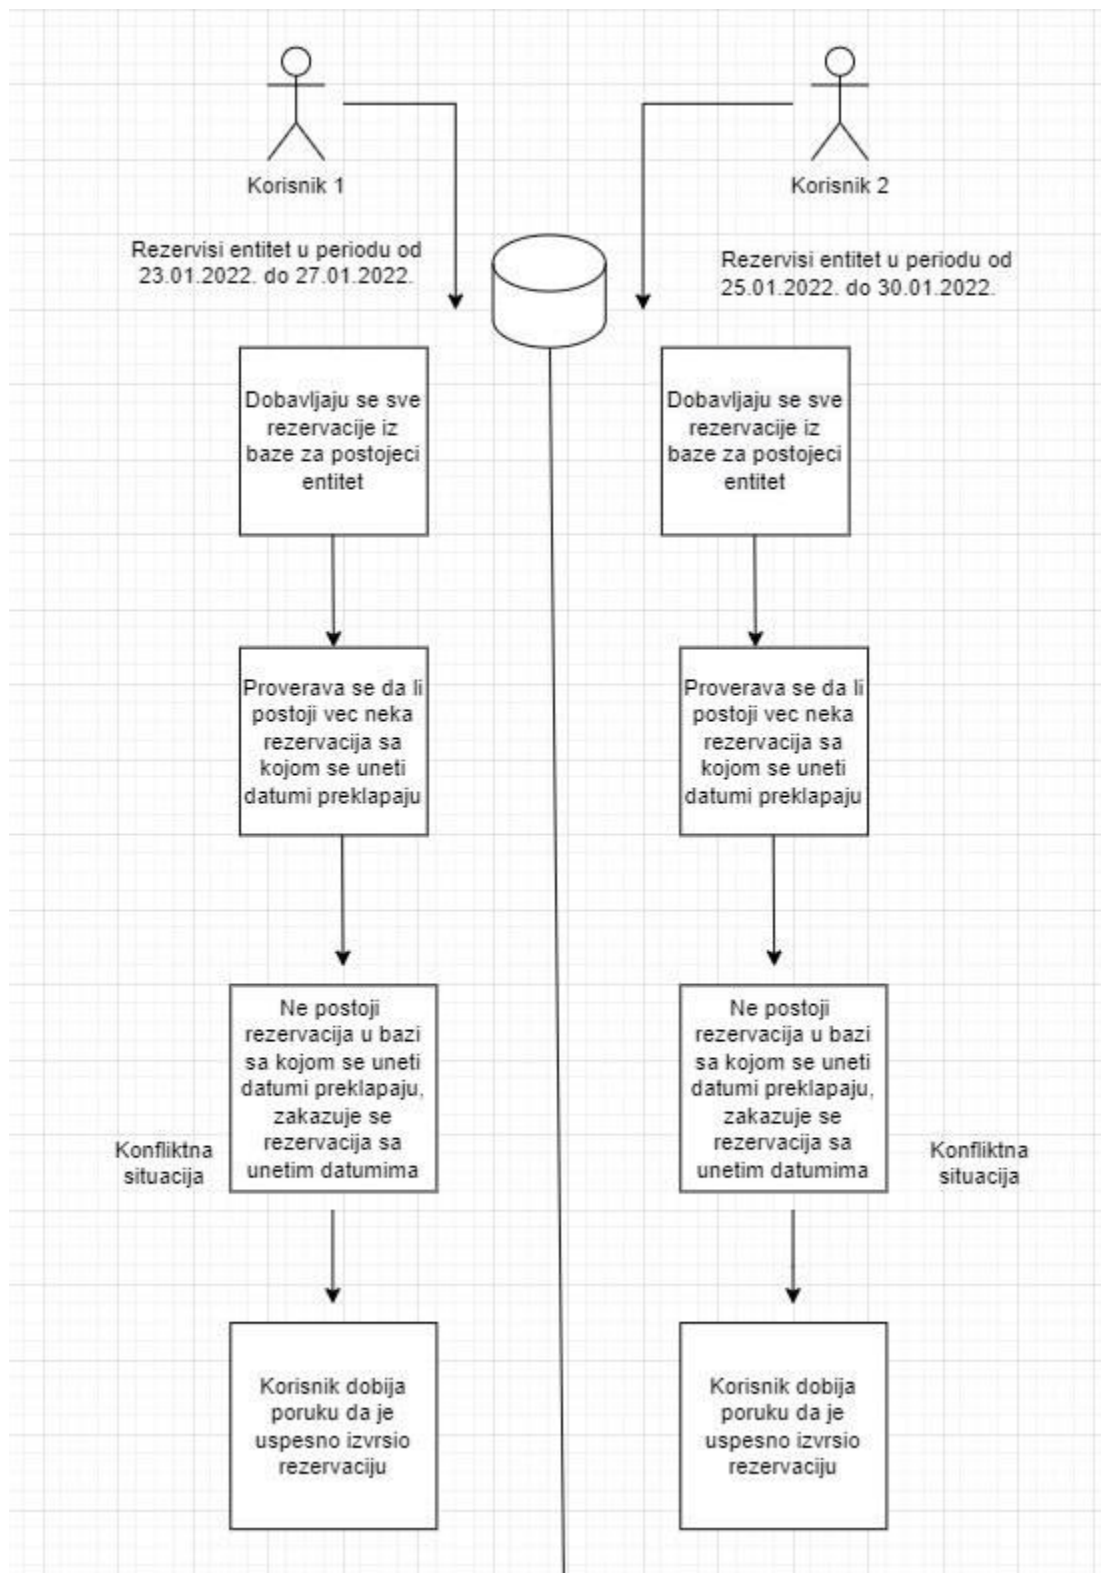 Korisnik 1
Korisnik 2
Rezervisi entitet u periodu od
23.01.2022. do 27.01.2022.
Rezervisi entitet u periodu od
25.01.2022. do 30.01.2022.
Dobavljaju se sve
rezervacije iz
baze za postojeci
entitet
Dobavljaju se sve
rezervacije iz
baze za postojeci
entitet
Proverava se da li
postoji vec neka
rezervacija sa
kojom se uneti
datumi preklapaju
Proverava se da li
postoji vec neka
rezervacija sa
kojom se uneti
datumi preklapaju
Ne postoji
rezervacija u bazi
sa kojom se uneti
datumi preklapaju,
zakazuje se
rezervacija sa
unetim datumima
Ne postoji
rezervacija u bazi
sa kojom se uneti
datumi preklapaju,
zakazuje se
rezervacija sa
unetim datumima
Konfliktna
situacija
Konfliktna
situacija
Korisnik dobija
poruku da je
uspesno izvrsio
rezervaciju
Korisnik dobija
poruku da je
uspesno izvrsio
rezervaciju